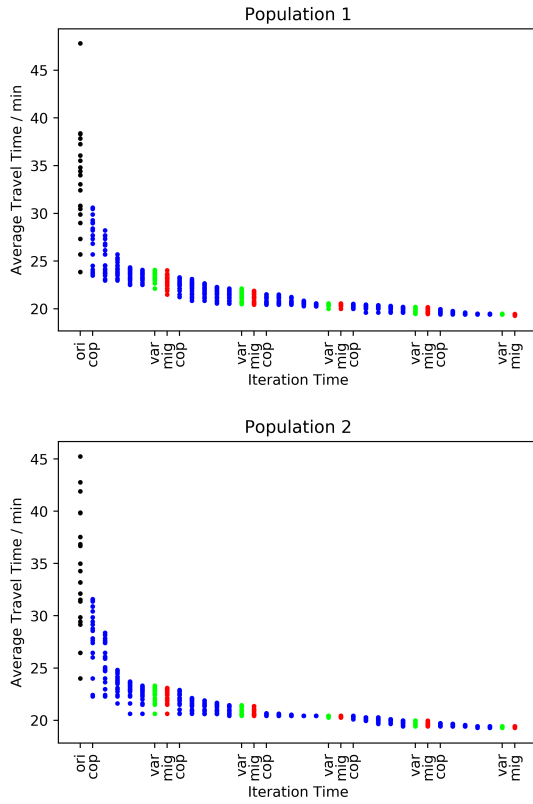 Population 1
Average Travel Time / min
45
40
35
30
25
20
ori
cop
var
mig
cop
var
mig
cop
var
mig
cop
var
mig
cop
var
mig
Iteration Time
Population 2
Average Travel Time / min
45
40
35
30
25
20
ori
cop
var
mig
cop
var
mig
cop
var
mig
cop
var
mig
cop
var
mig
Iteration Time